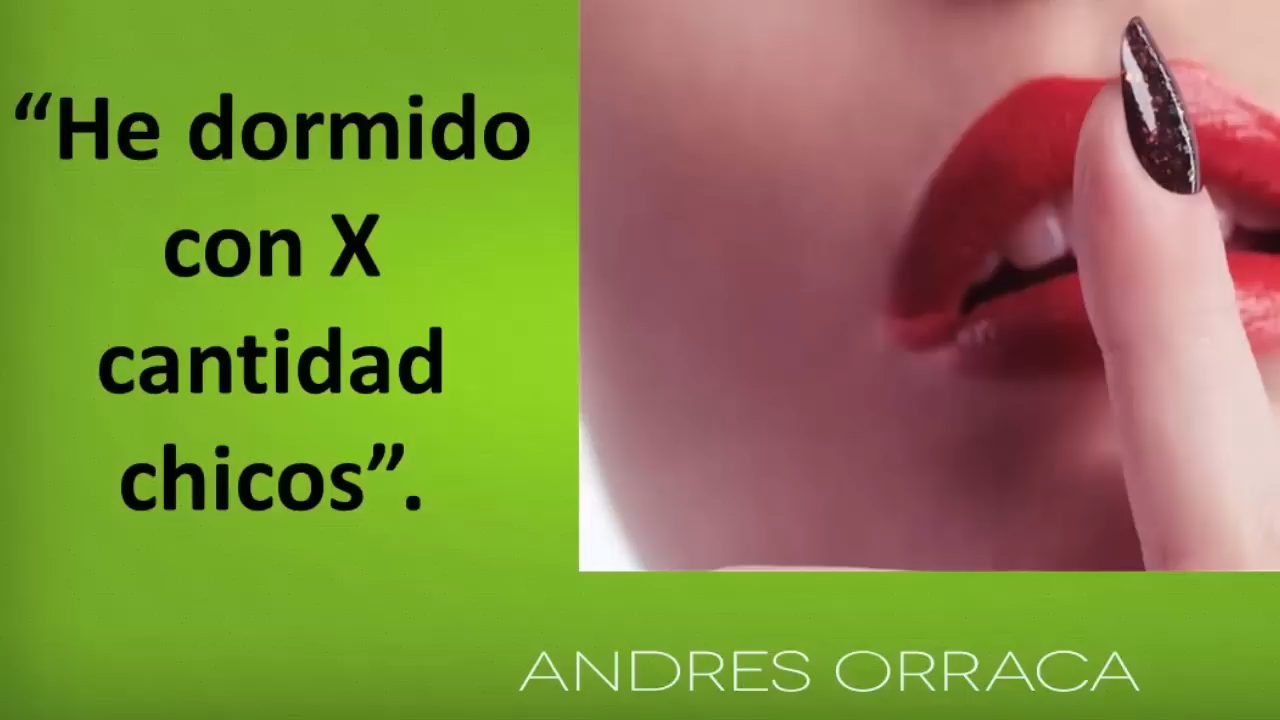 “He dormido
con X
cantidad
chicos”.
ANDRES ORRACA